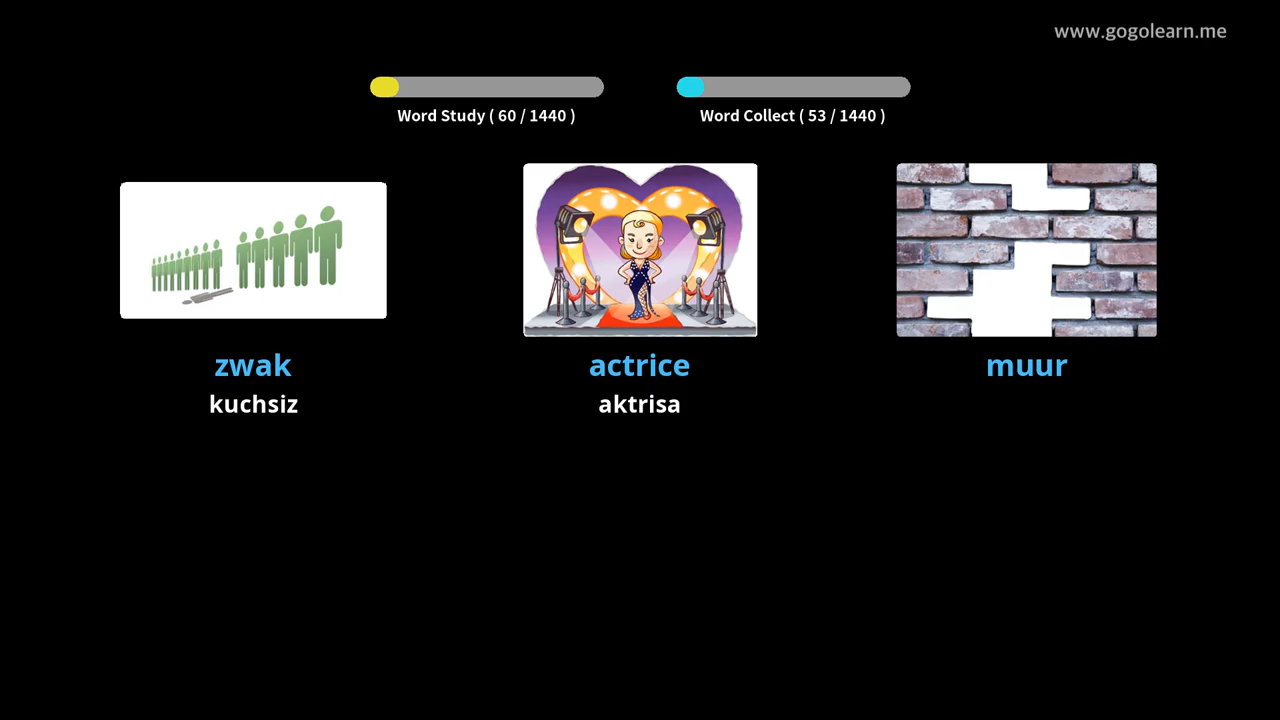 www.gogolearn.me
Word Study ( 60 / 1440 )
Word Collect ( 53 / 1440 )
zwak
kuchsiz
actrice
aktrisa
muur